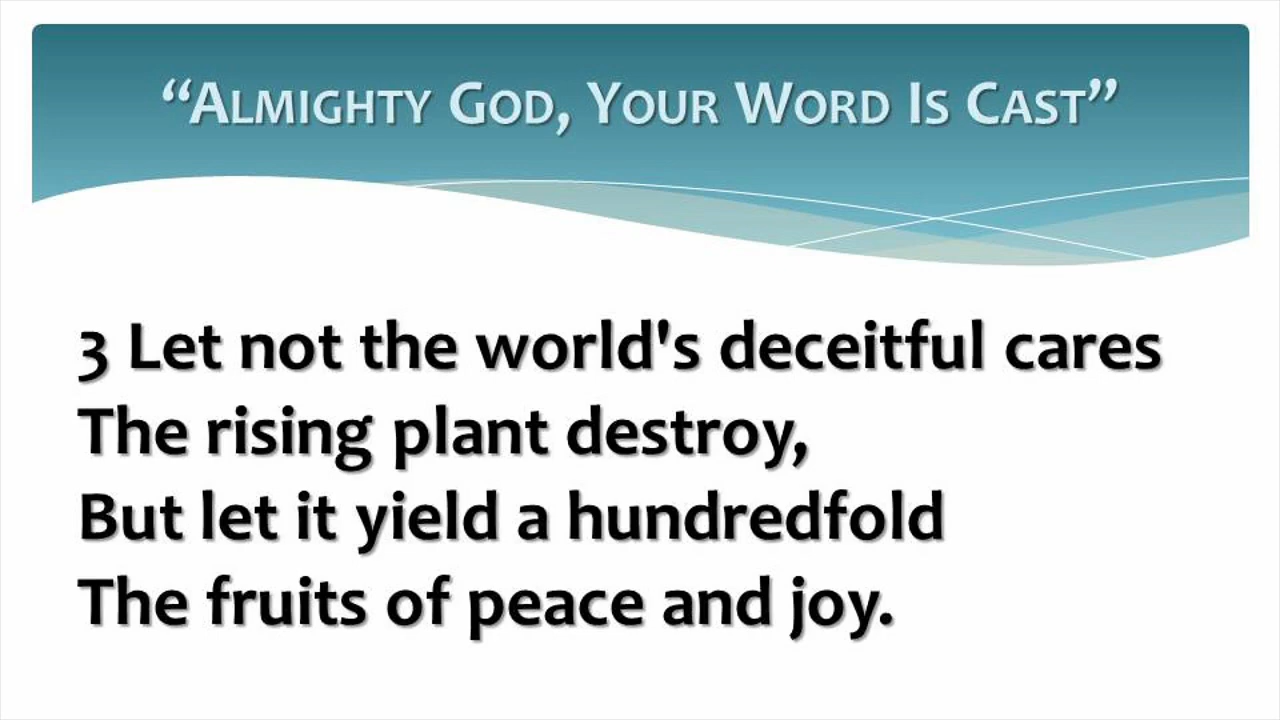 “ALMIGHTY GOD, YOUR WORD IS CAST”
3 Let not the world's deceitful cares
The rising plant destroy,
But let it yield a hundredfold
The fruits of peace and joy.